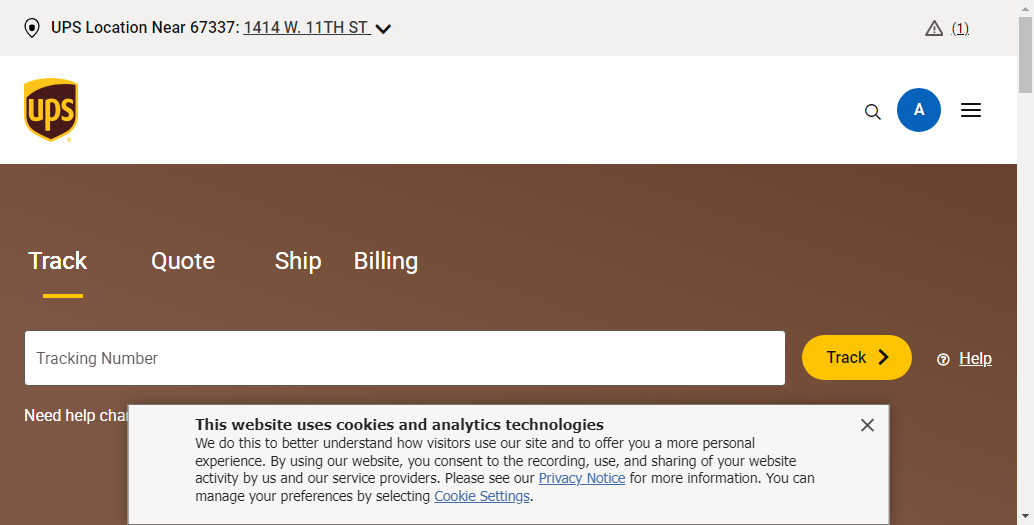 UPS Location Near 67337: 1414 W. 11TH ST
(1)
ups
A
Track
Quote
Ship
Billing
Tracking Number
Track
Help
Need help
This website uses cookies and analytics technologies
We do this to better understand how visitors use our site and to offer you a more personal
experience. By using our website, you consent to the recording, use, and sharing of your website
activity by us and our service providers. Please see our Privacy Notice for more information. You can
manage your preferences by selecting Cookie Settings.